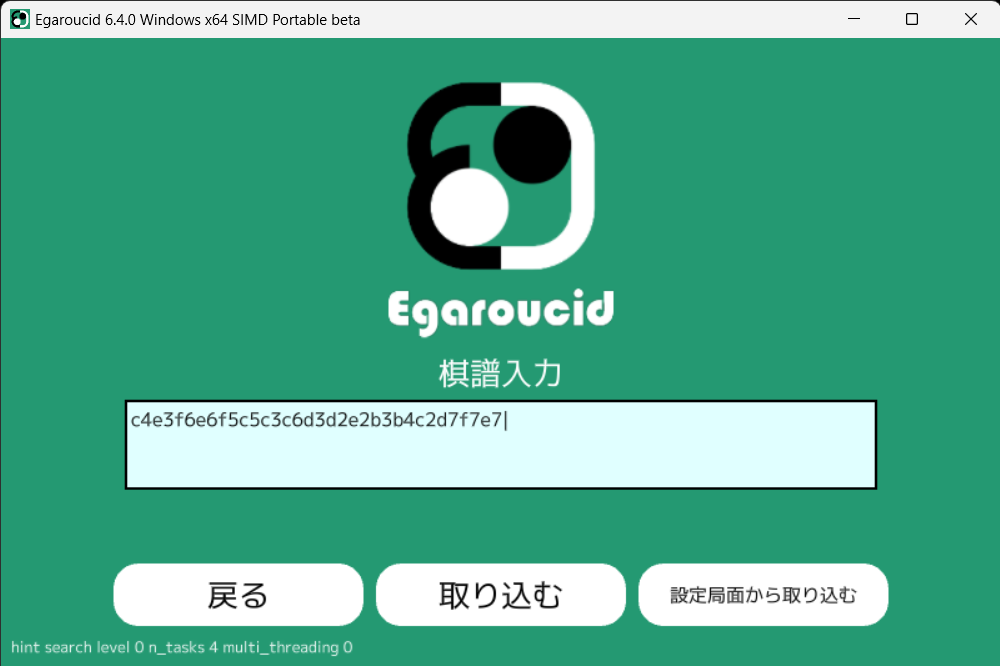 Egaroucid 6.4.0 Windows x64 SIMD Portable beta
Egaroucid
棋譜入力
c4e3f6e6f5c5c3c6d3d2e2b3b4c2d7f7e7
戻る
取り込む
設定局面から取り込む
hint search level 0 n_tasks 4 multi_threading 0